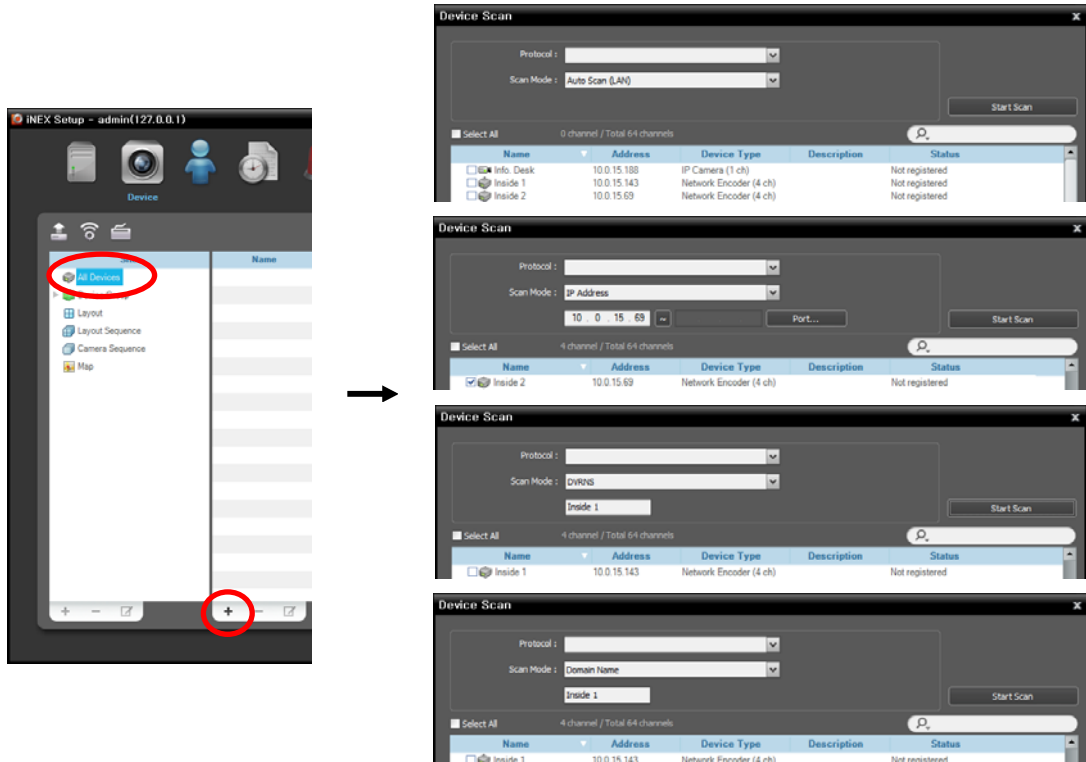 iNEX Setup - admin(127.0.0.1)
Device
Name
All Devices
Layout
Layout Sequence
Camera Sequence
Map
Device Scan
Protocol :
Scan Mode : Auto Scan (LAN)
Start Scan
Select All 0 channel / Total 64 channels
Name Address Device Type Description Status
Info. Desk 10.0.15.188 IP Camera (1 ch) Not registered
Inside 1 10.0.15.143 Network Encoder (4 ch) Not registered
Inside 2 10.0.15.69 Network Encoder (4 ch) Not registered
Device Scan
Protocol :
Scan Mode : IP Address
10 . 0 . 15 . 69 ~ Port... Start Scan
Select All 4 channel / Total 64 channels
Name Address Device Type Description Status
Inside 2 10.0.15.69 Network Encoder (4 ch) Not registered
Device Scan
Protocol :
Scan Mode : DVRNS
Inside 1 Start Scan
Select All 4 channel / Total 64 channels
Name Address Device Type Description Status
Inside 1 10.0.15.143 Network Encoder (4 ch) Not registered
Device Scan
Protocol :
Scan Mode : Domain Name
Inside 1 Start Scan
Select All 4 channel / Total 64 channels
Name Address Device Type Description Status
Inside 1 10.0.15.143 Network Encoder (4 ch) Not registered